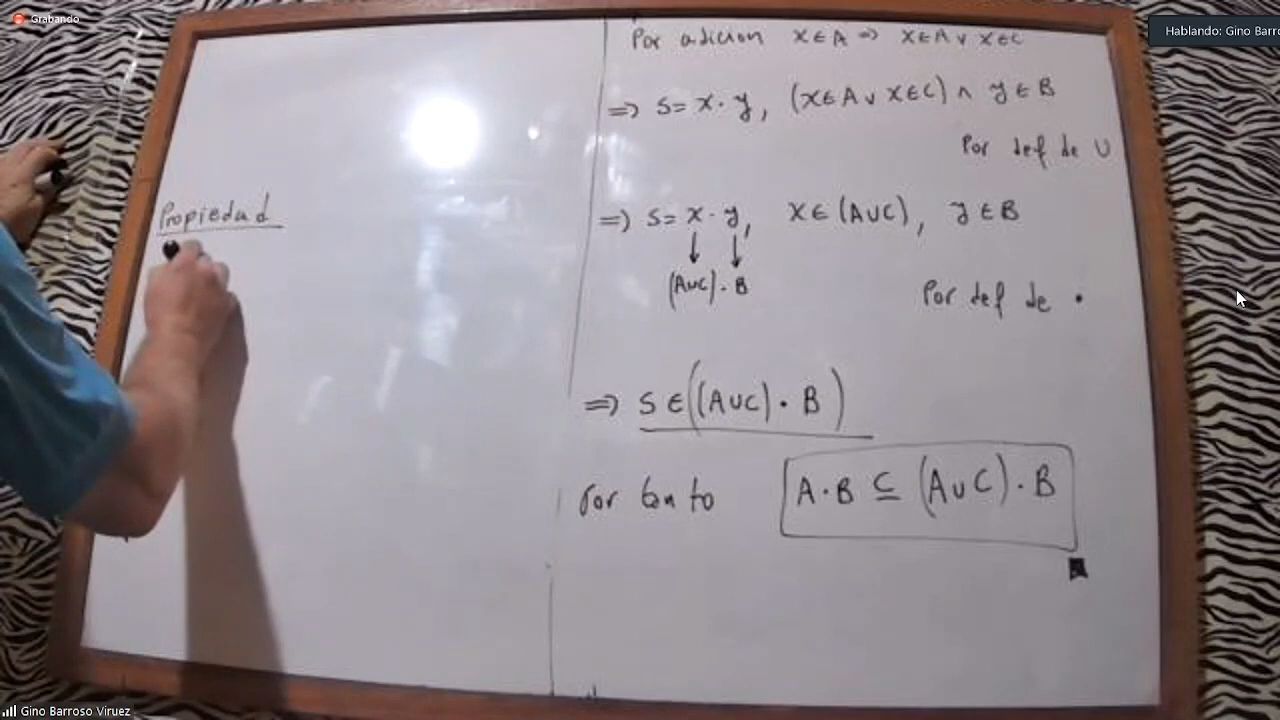 Grabando
Hablando: Gino Barro
Propiedad
Por adicion x ∈ A ⇒ x ∈ A ∨ x ∈ C
⇒ S = x · y, (x ∈ A ∨ x ∈ C) ∧ y ∈ B
Por def de ∪
⇒ S = x · y, x ∈ (A ∪ C), y ∈ B
↓ ↓
(A ∪ C) · B
Por def de ·
⇒ S ∈ ((A ∪ C) · B)
Por tanto A · B ⊆ (A ∪ C) · B
Gino Barroso Viruez